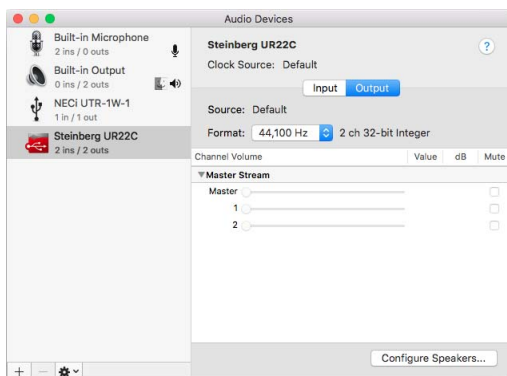 Audio Devices
Built-in Microphone
2 ins / 0 outs
Built-in Output
0 ins / 2 outs
NECi UTR-1W-1
1 in / 1 out
Steinberg UR22C
2 ins / 2 outs
Steinberg UR22C
?
Clock Source: Default
Input Output
Source: Default
Format: 44,100 Hz 2 ch 32-bit Integer
Channel Volume Value dB Mute
Master Stream
Master
1
2
Configure Speakers...